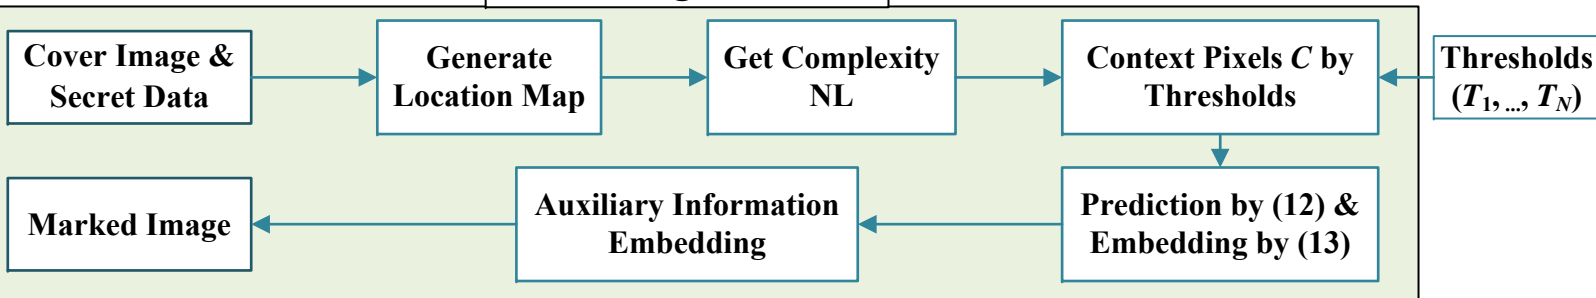 Cover Image &
Secret Data
Generate
Location Map
Get Complexity
NL
Context Pixels C by
Thresholds
Thresholds
(T1, ..., TN)
Marked Image
Auxiliary Information
Embedding
Prediction by (12) &
Embedding by (13)